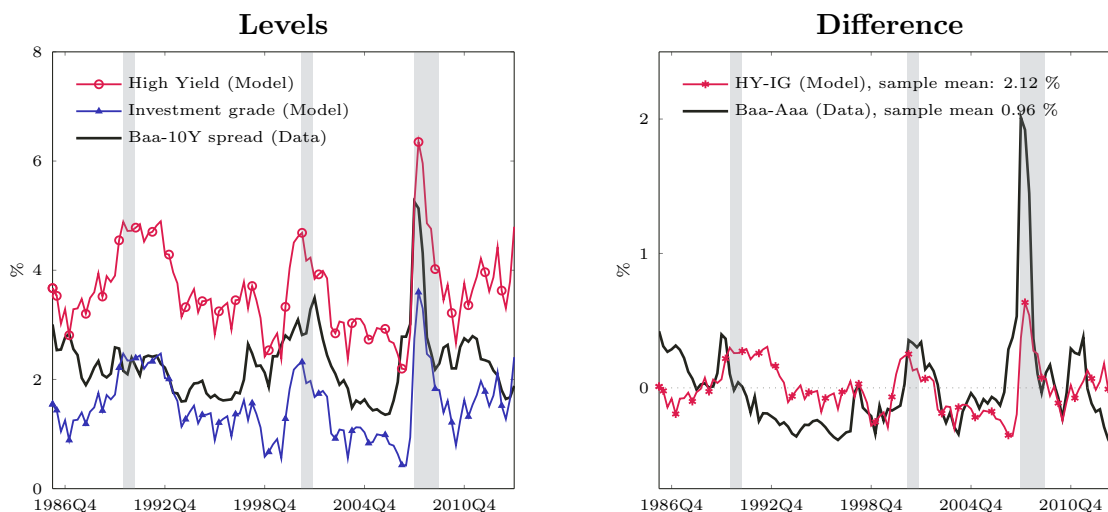 Levels
8
6
4
2
0
%
High Yield (Model)
Investment grade (Model)
Baa-10Y spread (Data)
1986Q4 1992Q4 1998Q4 2004Q4 2010Q4
Difference
2
1
0
%
HY-IG (Model), sample mean: 2.12 %
Baa-Aaa (Data), sample mean 0.96 %
1986Q4 1992Q4 1998Q4 2004Q4 2010Q4